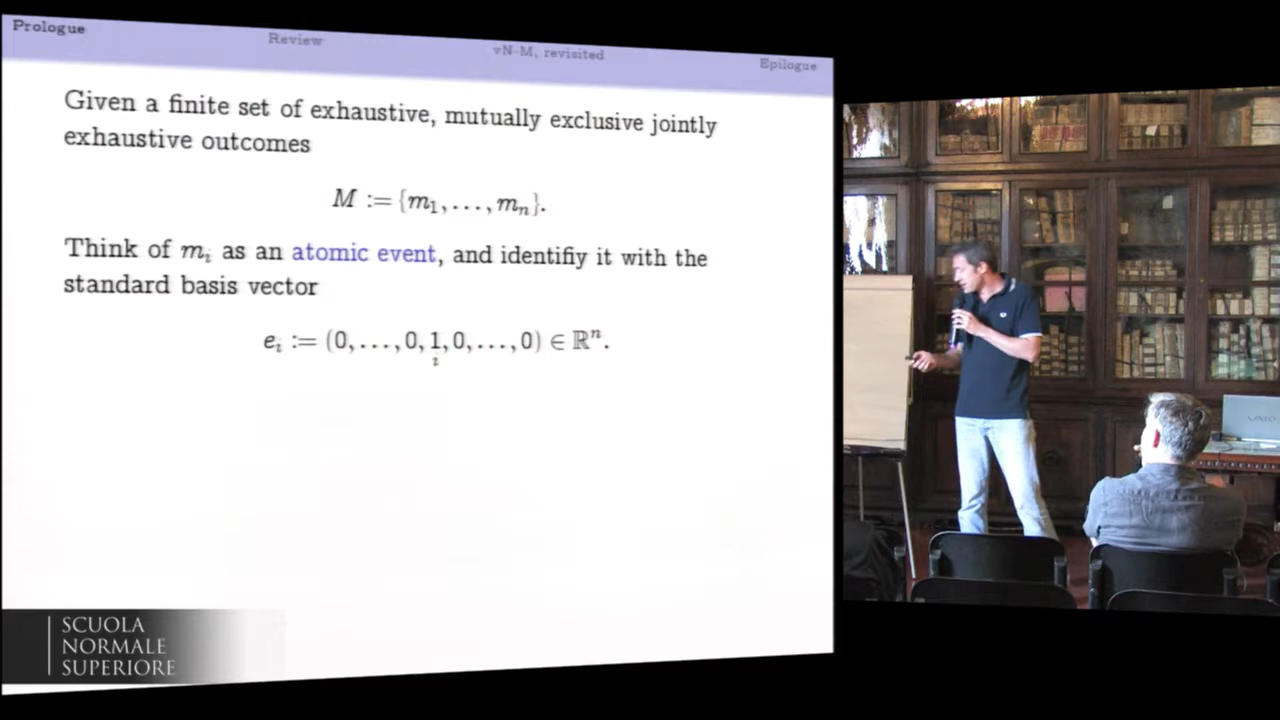 Prologue
Review
vN-M, revisited
Epilogue
Given a finite set of exhaustive, mutually exclusive jointly
exhaustive outcomes
M := {m₁, . . . , mₙ}.
Think of mᵢ as an atomic event, and identifiy it with the
standard basis vector
eᵢ := (0, . . . , 0, 1, 0, . . . , 0) ∈ ℝⁿ.
i
SCUOLA
NORMALE
SUPERIORE
VAIO